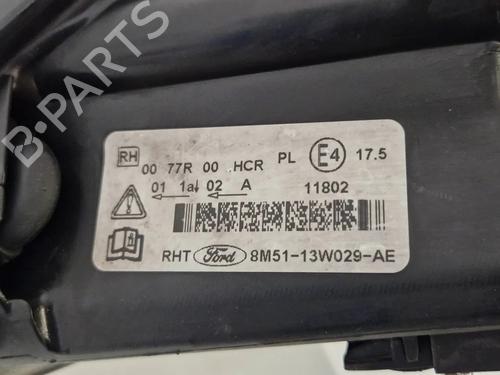 RH 00 77R 00 HCR PL E4 17.5
01 1a 02 A 11802
RHT Ford 8M51-13W029-AE
B-Parts